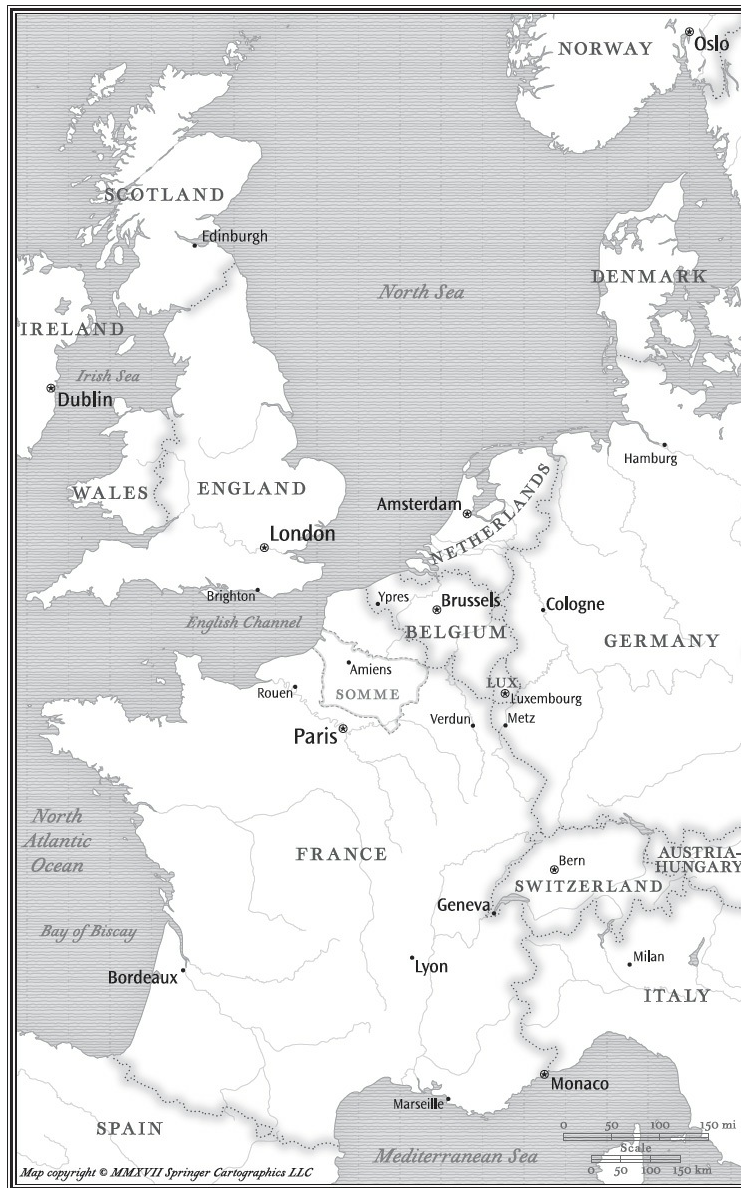 NORWAY
Oslo
SCOTLAND
Edinburgh
North Sea
DENMARK
IRELAND
Irish Sea
Dublin
Hamburg
WALES
ENGLAND
Amsterdam
NETHERLANDS
London
Brighton
Ypres
Brussels
Cologne
English Channel
BELGIUM
GERMANY
Amiens
Rouen
SOMME
LUX.
Luxembourg
Verdun
Metz
Paris
North
Atlantic
Ocean
FRANCE
Bern
AUSTRIA-
HUNGARY
SWITZERLAND
Geneva
Bay of Biscay
Lyon
Milan
Bordeaux
ITALY
Monaco
Marseille
SPAIN
0 50 100 150 mi
Scale
0 50 100 150 km
Mediterranean Sea
Map copyright © MMXVII Springer Cartographics LLC